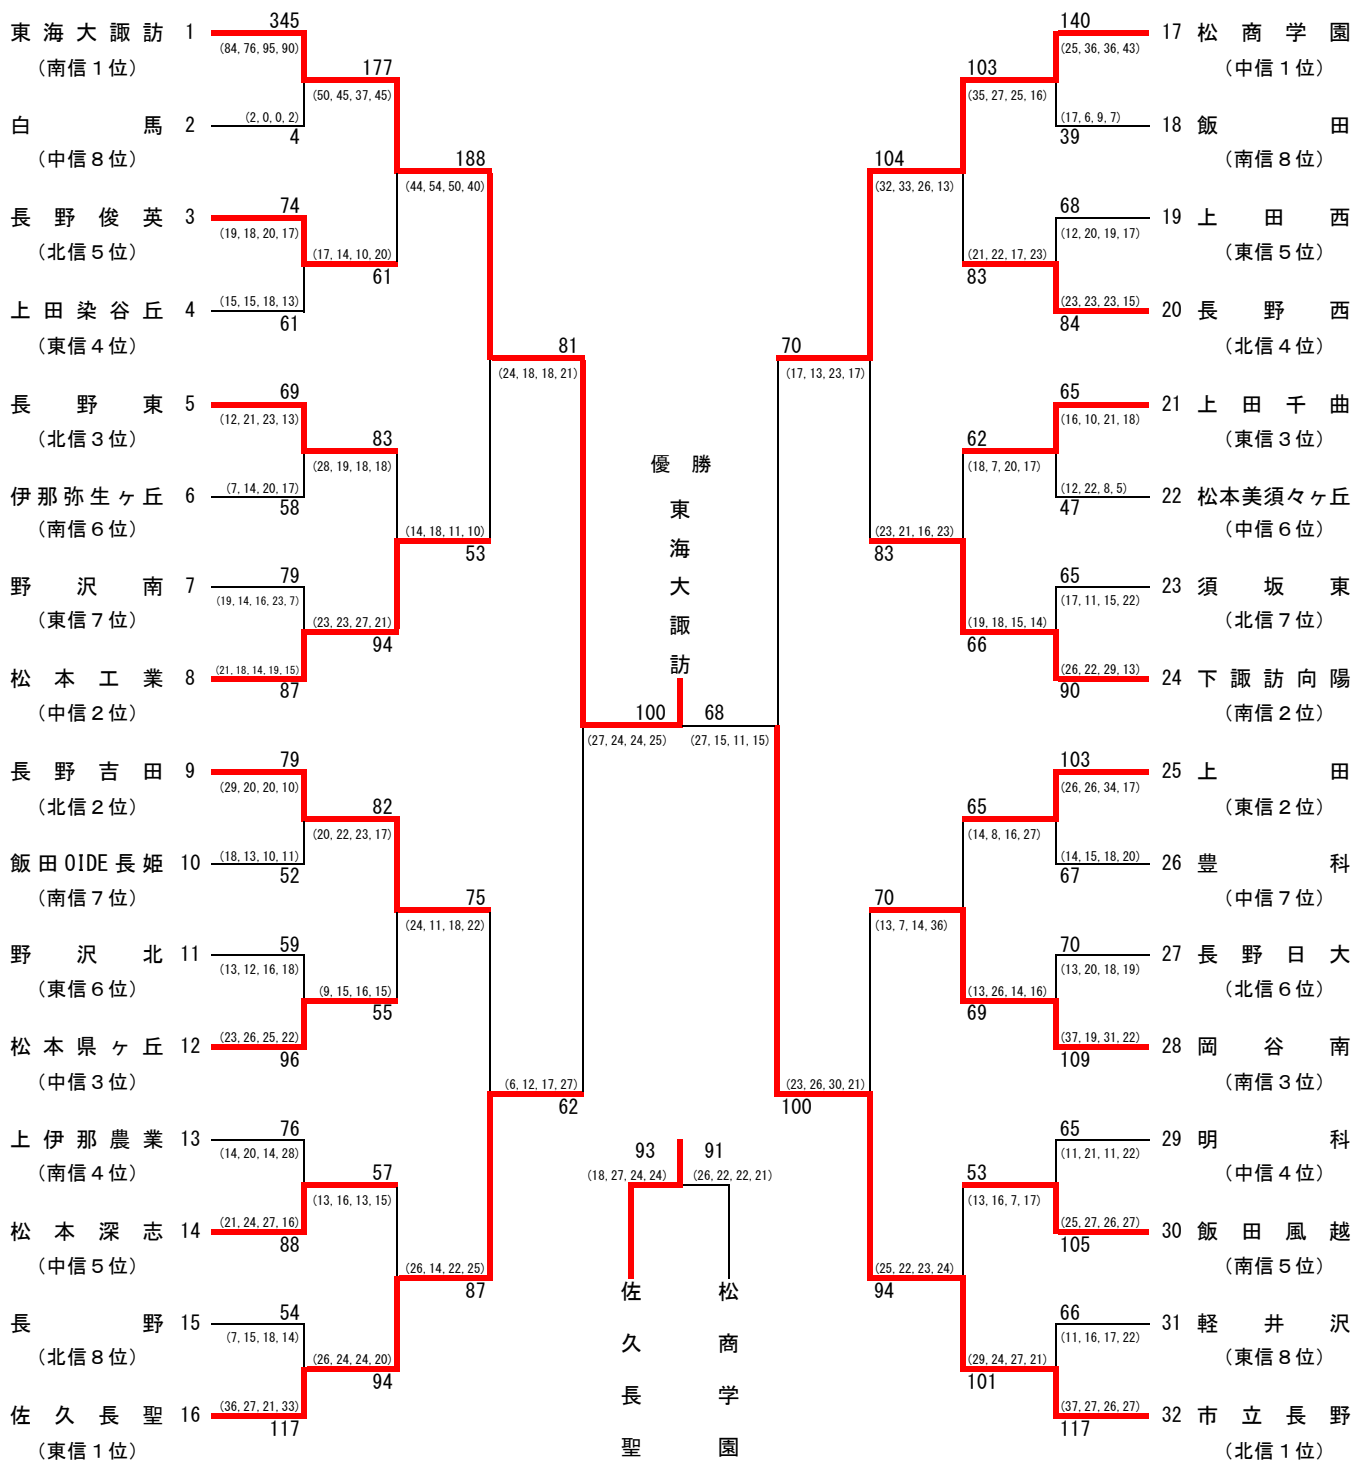 東海大諏訪 1
(南信1位)
345
(84, 76, 95, 90)
177
(50, 45, 37, 45)
白馬 2
(中信8位)
(2, 0, 0, 2)
4
188
(44, 54, 50, 40)
長野俊英 3
(北信5位)
74
(19, 18, 20, 17)
(17, 14, 10, 20)
61
上田染谷丘 4
(東信4位)
(15, 15, 18, 13)
61
81
(24, 18, 18, 21)
長野東 5
(北信3位)
69
(12, 21, 23, 13)
83
(28, 19, 18, 18)
伊那弥生ヶ丘 6
(南信6位)
(7, 14, 20, 17)
58
(14, 18, 11, 10)
53
野沢南 7
(東信7位)
79
(19, 14, 16, 23, 7)
(23, 23, 27, 21)
94
松本工業 8
(中信2位)
(21, 18, 14, 19, 15)
87
長野吉田 9
(北信2位)
79
(29, 20, 20, 10)
82
(20, 22, 23, 17)
飯田OIDE長姫 10
(南信7位)
(18, 13, 10, 11)
52
75
(24, 11, 18, 22)
野沢北 11
(東信6位)
59
(13, 12, 16, 18)
(9, 15, 16, 15)
55
松本県ヶ丘 12
(中信3位)
(23, 26, 25, 22)
96
(6, 12, 17, 27)
62
上伊那農業 13
(南信4位)
76
(14, 20, 14, 28)
57
(13, 16, 13, 15)
松本深志 14
(中信5位)
(21, 24, 27, 16)
88
(26, 14, 22, 25)
87
長野 15
(北信8位)
54
(7, 15, 18, 14)
(26, 24, 24, 20)
94
佐久長聖 16
(東信1位)
(36, 27, 21, 33)
117
優勝
東海大諏訪
100
(27, 24, 24, 25)
68
(27, 15, 11, 15)
93
(18, 27, 24, 24)
91
(26, 22, 22, 21)
佐久長聖
松商学園
140
(25, 36, 36, 43)
17 松商学園
(中信1位)
103
(35, 27, 25, 16)
(17, 6, 9, 7)
39
18 飯田
(南信8位)
104
(32, 33, 26, 13)
68
(12, 20, 19, 17)
19 上田西
(東信5位)
(21, 22, 17, 23)
83
(23, 23, 23, 15)
84
20 長野西
(北信4位)
70
(17, 13, 23, 17)
65
(16, 10, 21, 18)
21 上田千曲
(東信3位)
62
(18, 7, 20, 17)
(12, 22, 8, 5)
47
22 松本美須々ヶ丘
(中信6位)
(23, 21, 16, 23)
83
65
(17, 11, 15, 22)
23 須坂東
(北信7位)
(19, 18, 15, 14)
66
(26, 22, 29, 13)
90
24 下諏訪向陽
(南信2位)
103
(26, 26, 34, 17)
25 上田
(東信2位)
65
(14, 8, 16, 27)
(14, 15, 18, 20)
67
26 豊科
(中信7位)
70
(13, 7, 14, 36)
70
(13, 20, 18, 19)
27 長野日大
(北信6位)
(13, 26, 14, 16)
69
(37, 19, 31, 22)
109
28 岡谷南
(南信3位)
(23, 26, 30, 21)
100
65
(11, 21, 11, 22)
29 明科
(中信4位)
53
(13, 16, 7, 17)
(25, 27, 26, 27)
105
30 飯田風越
(南信5位)
(25, 22, 23, 24)
94
66
(11, 16, 17, 22)
31 軽井沢
(東信8位)
(29, 24, 27, 21)
101
(37, 27, 26, 27)
117
32 市立長野
(北信1位)